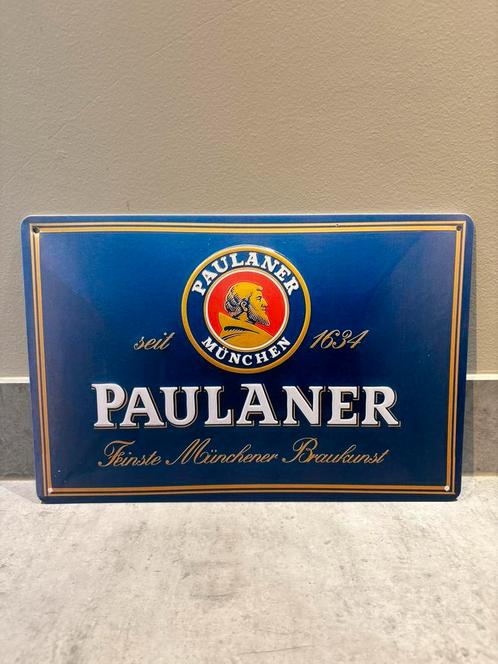 PAULANER
MÜNCHEN
seit 1634
PAULANER
Feinste Münchener Braukunst